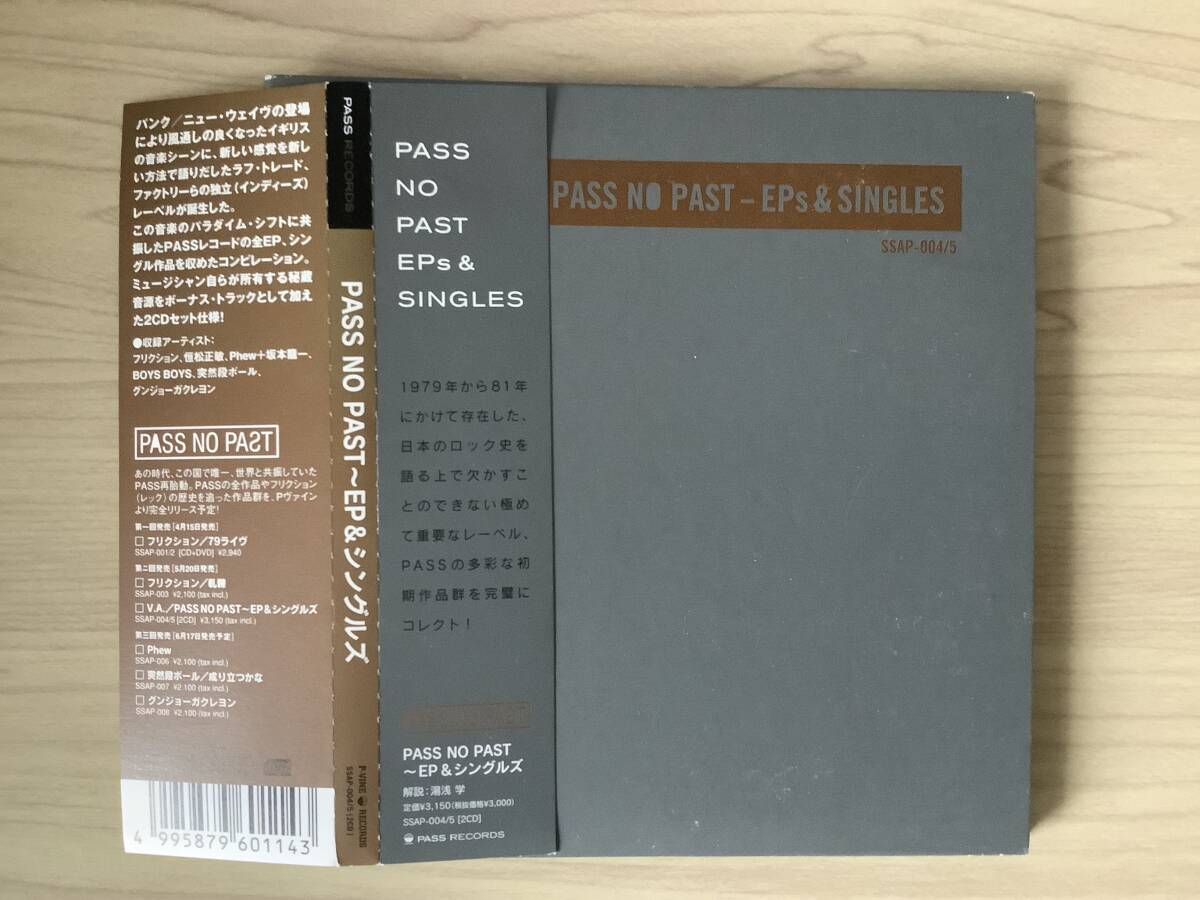 パンク／ニュー・ウェイヴの登場
により風通しの良くなったイギリス
の音楽シーンに、新しい感覚を新し
い方法で語りだしたラフ・トレード、
ファクトリーらの独立（インディーズ）
レーベルが誕生した。
この音楽のパラダイム・シフトに共
振したPASSレコードの全EP、シン
グル作品を収めたコンピレーション。
ミュージシャン自らが所有する秘蔵
音源をボーナス・トラックとして加え
た2CDセット仕様！
●収録アーティスト：
フリクション、恒松正敏、Phew＋坂本龍一、
BOYS BOYS、突然段ボール、
グンジョーガクレヨン
PASS NO PAST
あの時代、この国で唯一、世界と共振していた
PASS再胎動。PASSの全作品やフリクション
（レック）の歴史を追った作品群を、Pヴァイン
より完全リリース予定！
第一回発売［4月15日発売］
□ フリクション／79ライヴ
SSAP-001/2 [CD+DVD] ¥2,940
第二回発売［5月20日発売］
□ フリクション／軋轢
SSAP-003 ¥2,100 (tax incl.)
□ V.A.／PASS NO PAST〜EP＆シングルズ
SSAP-004/5 [2CD] ¥3,150 (tax incl.)
第三回発売［6月17日発売予定］
□ Phew
SSAP-006 ¥2,100 (tax incl.)
□ 突然段ボール／成り立つかな
SSAP-007 ¥2,100 (tax incl.)
□ グンジョーガクレヨン
SSAP-008 ¥2,100 (tax incl.)
4 995879 601143
PASS RECORDS
PASS NO PAST〜EP＆シングルズ
P-VINE RECORDS
SSAP-004/5 [2CD]
PASS
NO
PAST
EPs &
SINGLES
1979年から81年
にかけて存在した、
日本のロック史を
語る上で欠かすこ
とのできない極め
て重要なレーベル、
PASSの多彩な初
期作品群を完璧に
コレクト！
PASS NO PAST
〜EP＆シングルズ
解説：湯浅 学
定価¥3,150（税抜価格¥3,000）
SSAP-004/5 [2CD]
PASS RECORDS
PASS NO PAST – EPs & SINGLES
SSAP-004/5